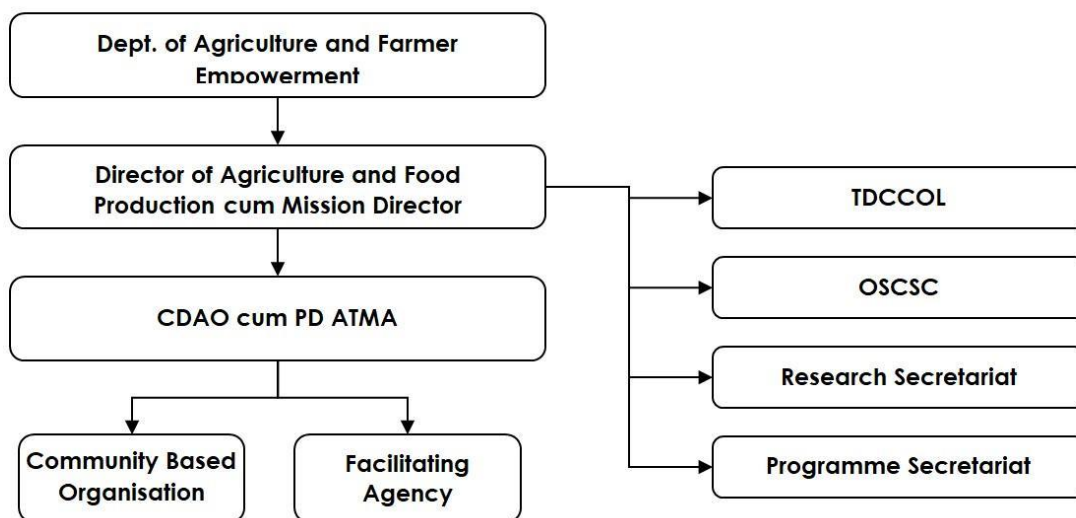 Dept. of Agriculture and Farmer
Empowerment
Director of Agriculture and Food
Production cum Mission Director
TDCCOL
OSCSC
CDAO cum PD ATMA
Research Secretariat
Programme Secretariat
Community Based
Organisation
Facilitating
Agency